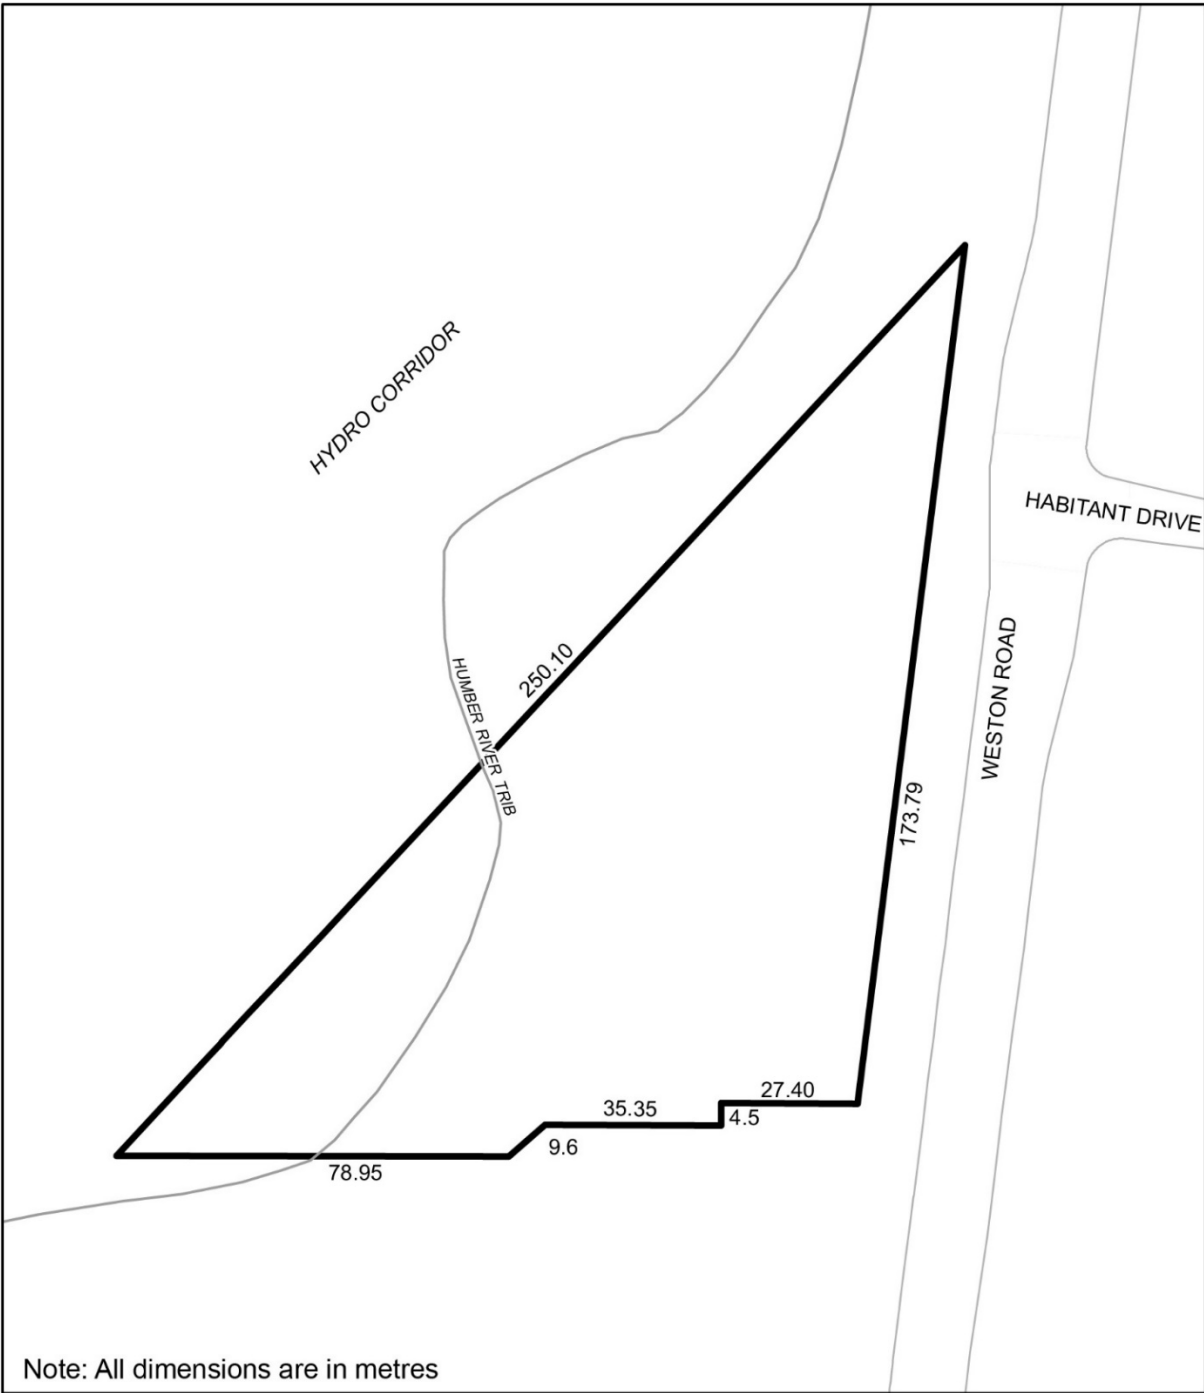 HYDRO CORRIDOR
HABITANT DRIVE
250.10
HUMBER RIVER TRIB
WESTON ROAD
173.79
27.40
35.35
4.5
9.6
78.95
Note: All dimensions are in metres